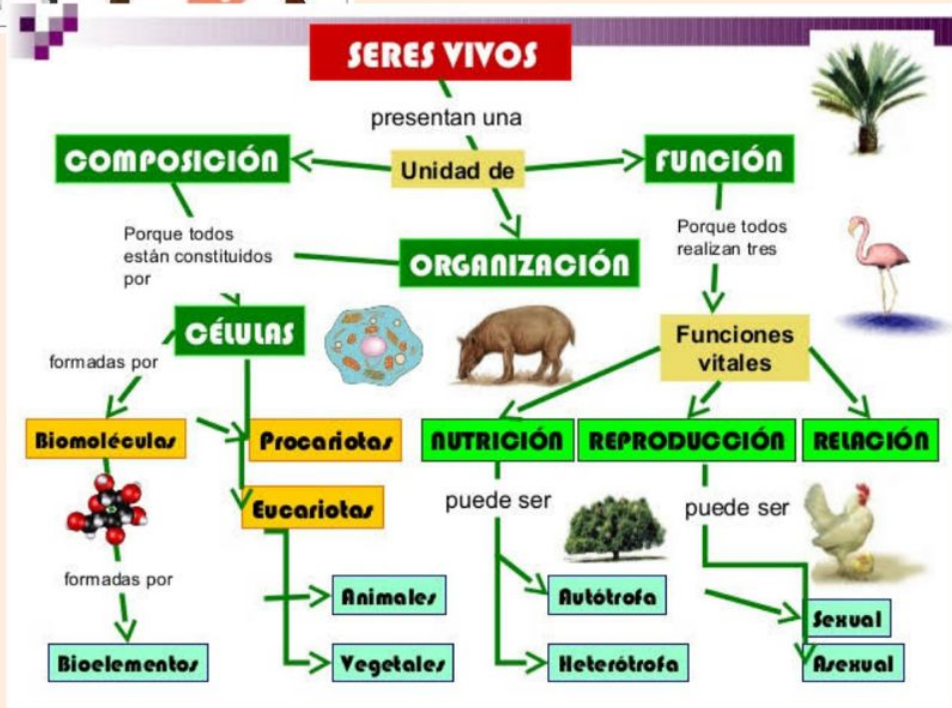 SERES VIVOS
presentan una
COMPOSICIÓN
Unidad de
FUNCIÓN
Porque todos
están constituidos
por
ORGANIZACIÓN
Porque todos
realizan tres
CÉLULAS
Funciones
vitales
formadas por
Biomoléculas
Procariotas
NUTRICIÓN
REPRODUCCIÓN
RELACIÓN
Eucariotas
puede ser
puede ser
formadas por
Animales
Autótrofa
Sexual
Bioelementos
Vegetales
Heterótrofa
Asexual